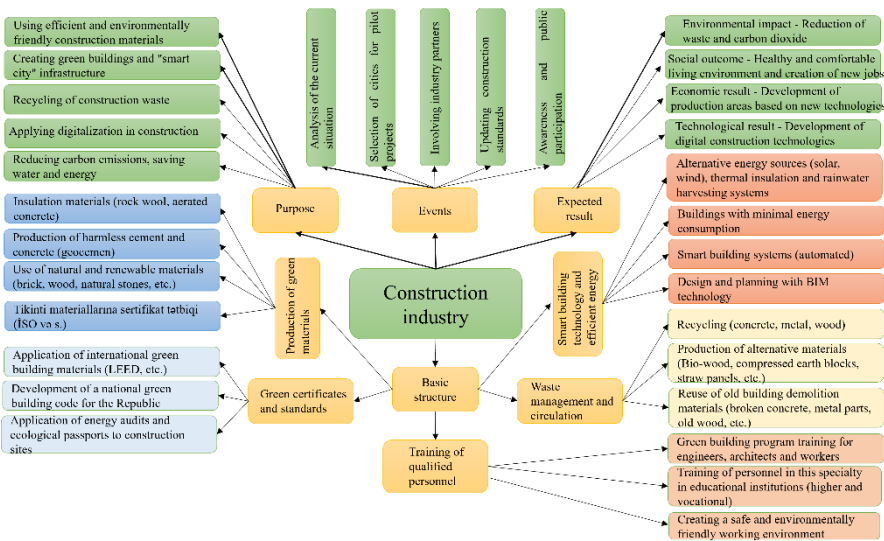 Using efficient and environmentally
friendly construction materials
Creating green buildings and "smart
city" infrastructure
Recycling of construction waste
Applying digitalization in construction
Reducing carbon emissions, saving
water and energy
Analysis of the current
situation
Selection of cities for pilot
projects
Involving industry partners
Updating construction
standards
Awareness and public
participation
Environmental impact - Reduction of
waste and carbon dioxide
Social outcome - Healthy and comfortable
living environment and creation of new jobs
Economic result - Development of
production areas based on new technologies
Technological result - Development of
digital construction technologies
Purpose
Events
Expected
result
Insulation materials (rock wool, aerated
concrete)
Production of harmless cement and
concrete (geocemen)
Use of natural and renewable materials
(brick, wood, natural stones, etc.)
Tikinti materiallarına sertifikat tətbiqi
(İSO və s.)
Production of green
materials
Construction
industry
Smart building
technology and
efficient energy
Alternative energy sources (solar,
wind), thermal insulation and rainwater
harvesting systems
Buildings with minimal energy
consumption
Smart building systems (automated)
Design and planning with BIM
technology
Application of international green
building materials (LEED, etc.)
Development of a national green
building code for the Republic
Application of energy audits and
ecological passports to construction
sites
Green certificates
and standards
Basic
structure
Waste management and
circulation
Recycling (concrete, metal, wood)
Production of alternative materials
(Bio-wood, compressed earth blocks,
straw panels, etc.)
Reuse of old building demolition
materials (broken concrete, metal parts,
old wood, etc.)
Training of qualified
personnel
Green building program training for
engineers, architects and workers
Training of personnel in this specialty
in educational institutions (higher and
vocational)
Creating a safe and environmentally
friendly working environment